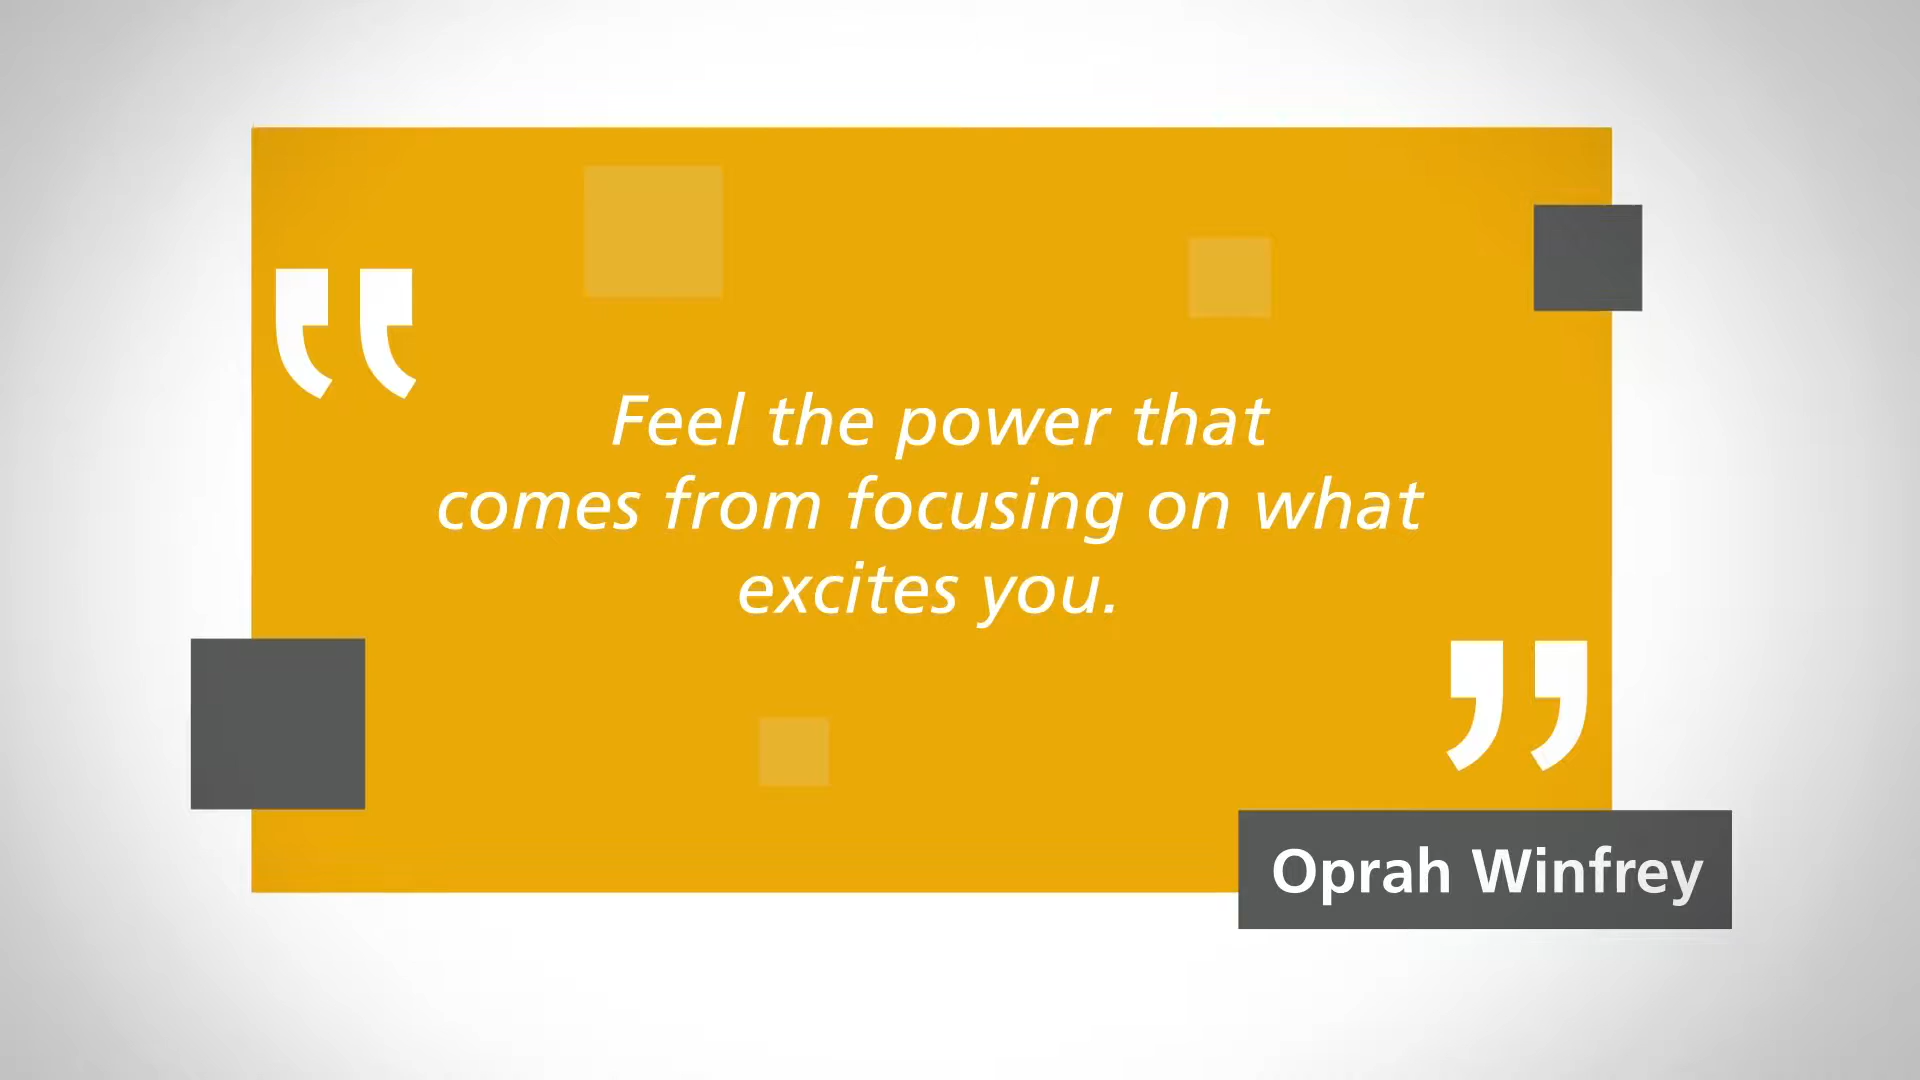 “
Feel the power that
comes from focusing on what
excites you.
”
Oprah Winfrey